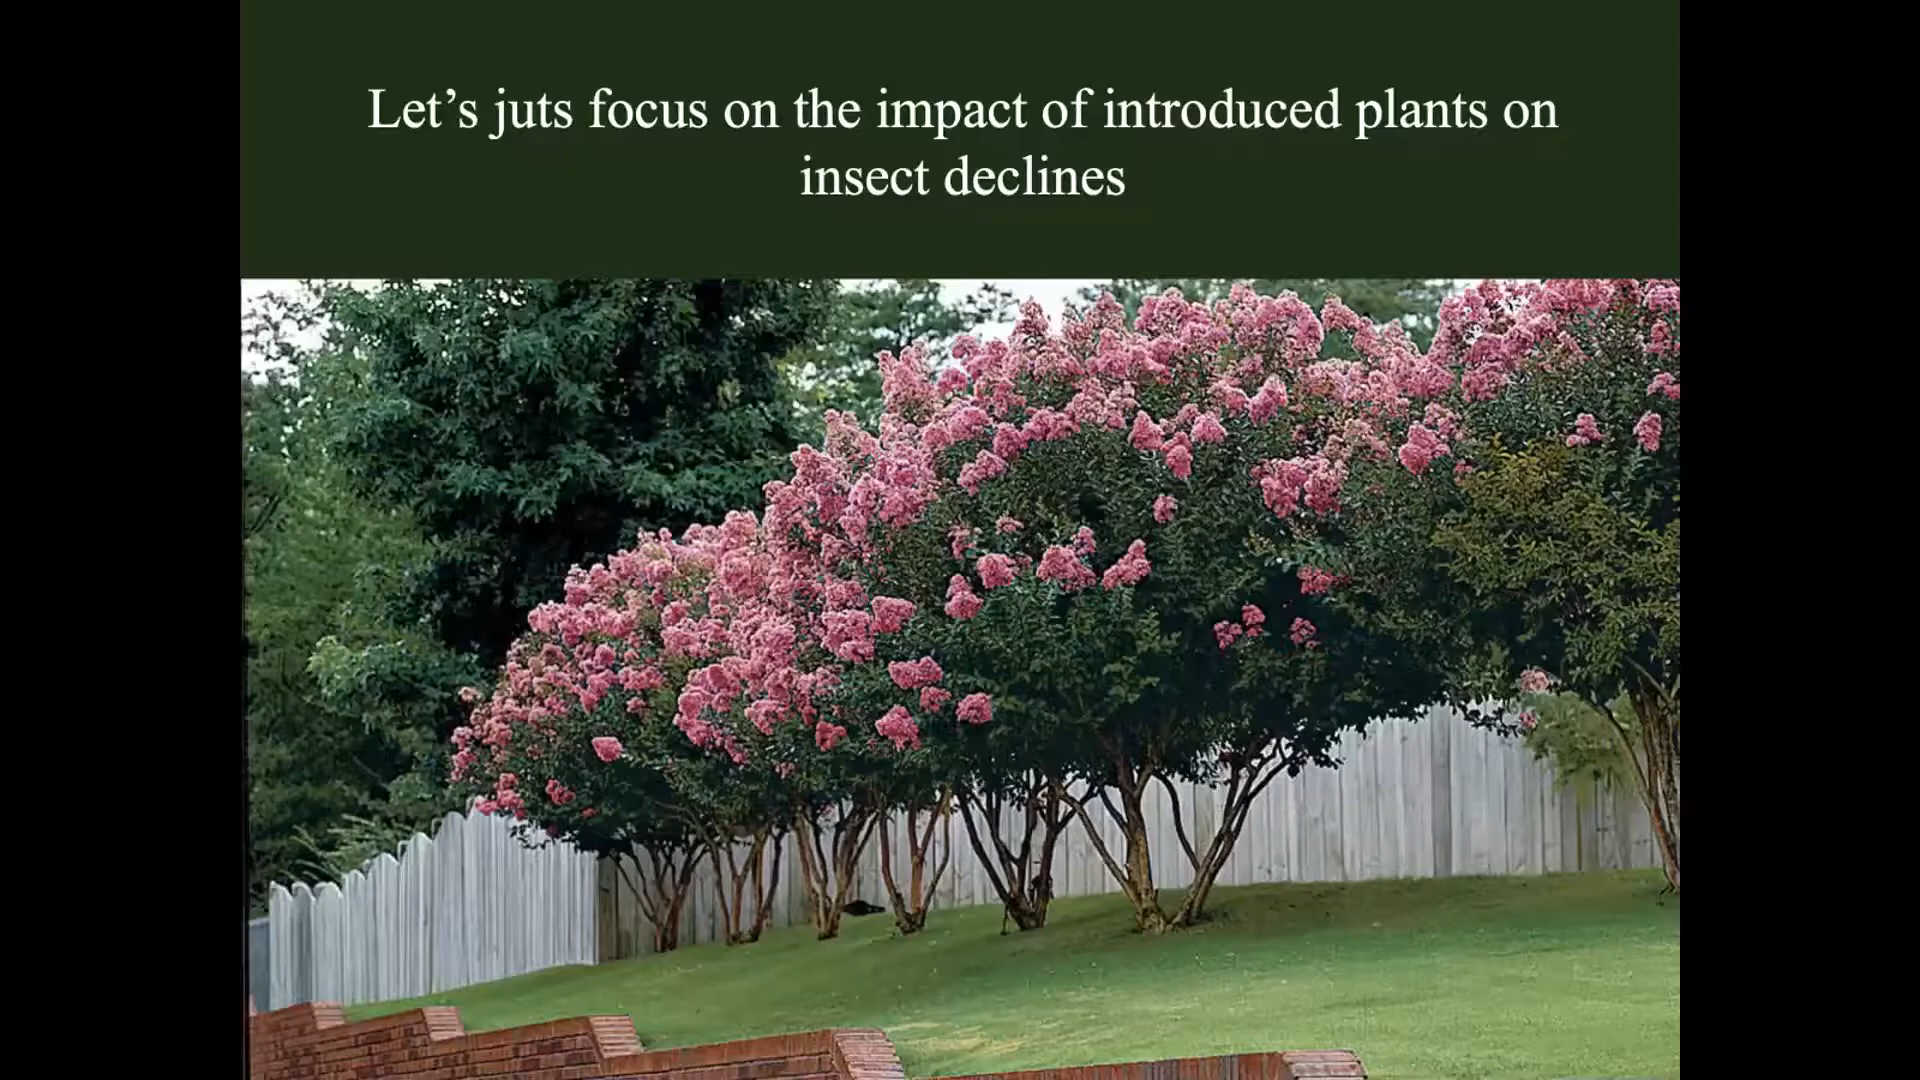 Let’s juts focus on the impact of introduced plants on
insect declines